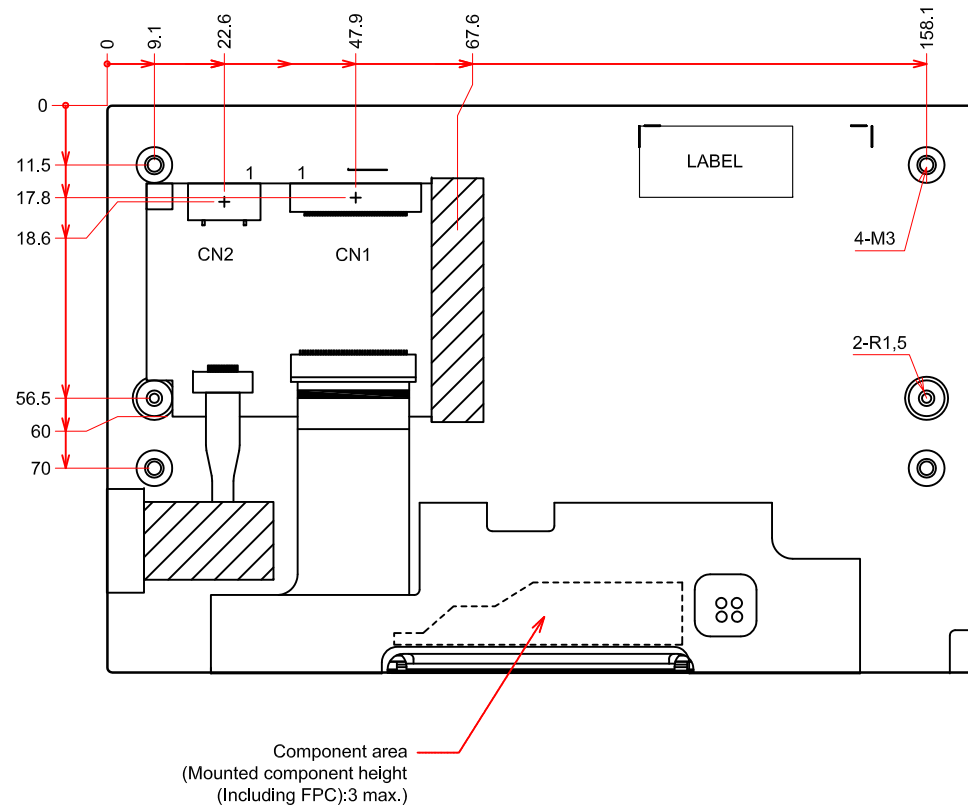 0
9.1
22.6
47.9
67.6
158.1
0
11.5
17.8
18.6
56.5
60
70
LABEL
1
1
CN2
CN1
4-M3
2-R1,5
Component area
(Mounted component height
(Including FPC):3 max.)